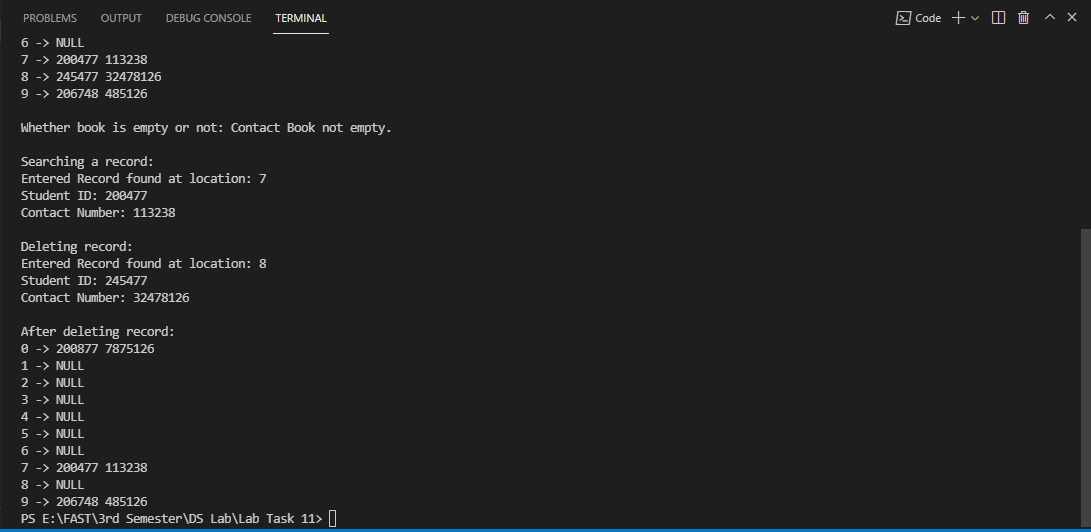 PROBLEMS OUTPUT DEBUG CONSOLE TERMINAL Code
6 -> NULL
7 -> 200477 113238
8 -> 245477 32478126
9 -> 206748 485126
Whether book is empty or not: Contact Book not empty.
Searching a record:
Entered Record found at location: 7
Student ID: 200477
Contact Number: 113238
Deleting record:
Entered Record found at location: 8
Student ID: 245477
Contact Number: 32478126
After deleting record:
0 -> 200877 7875126
1 -> NULL
2 -> NULL
3 -> NULL
4 -> NULL
5 -> NULL
6 -> NULL
7 -> 200477 113238
8 -> NULL
9 -> 206748 485126
PS E:\FAST\3rd Semester\DS Lab\Lab Task 11>